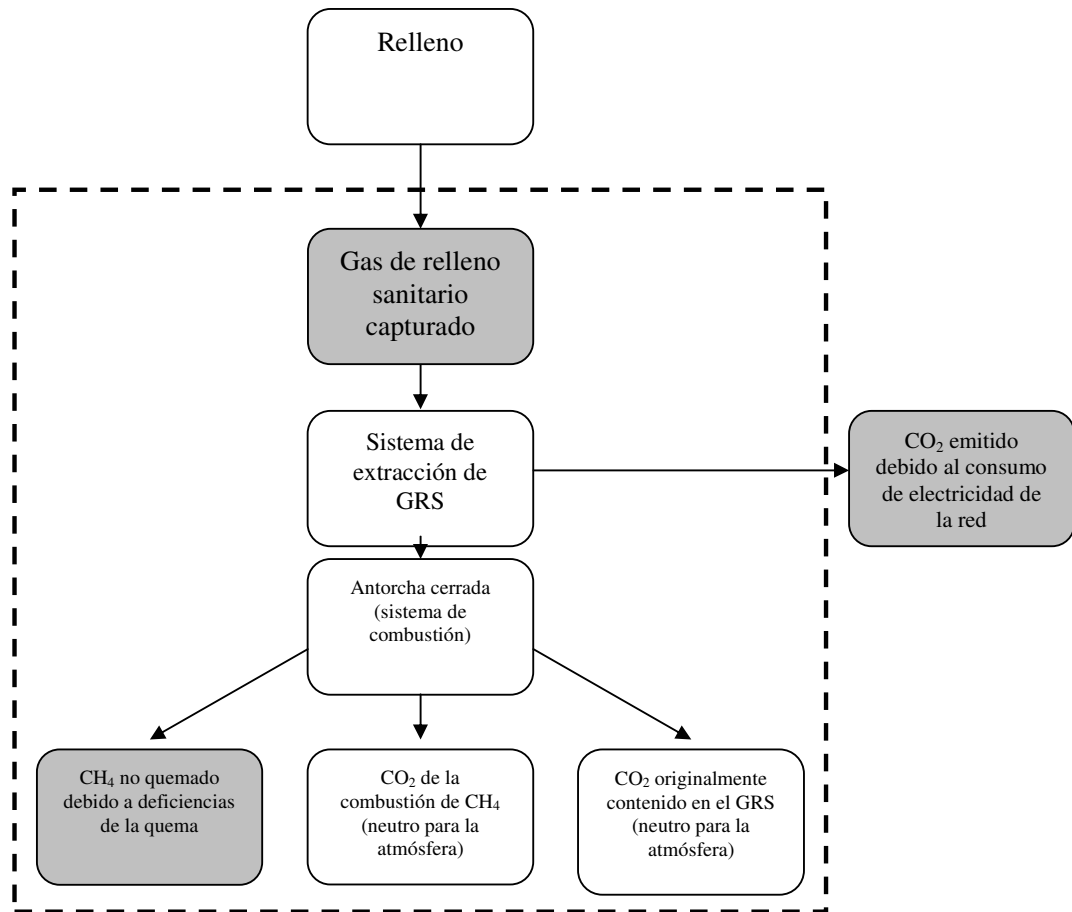 Relleno
Gas de relleno
sanitario
capturado
Sistema de
extracción de
GRS
CO₂ emitido
debido al consumo
de electricidad de
la red
Antorcha cerrada
(sistema de
combustión)
CH₄ no quemado
debido a deficiencias
de la quema
CO₂ de la
combustión de CH₄
(neutro para la
atmósfera)
CO₂ originalmente
contenido en el GRS
(neutro para la
atmósfera)